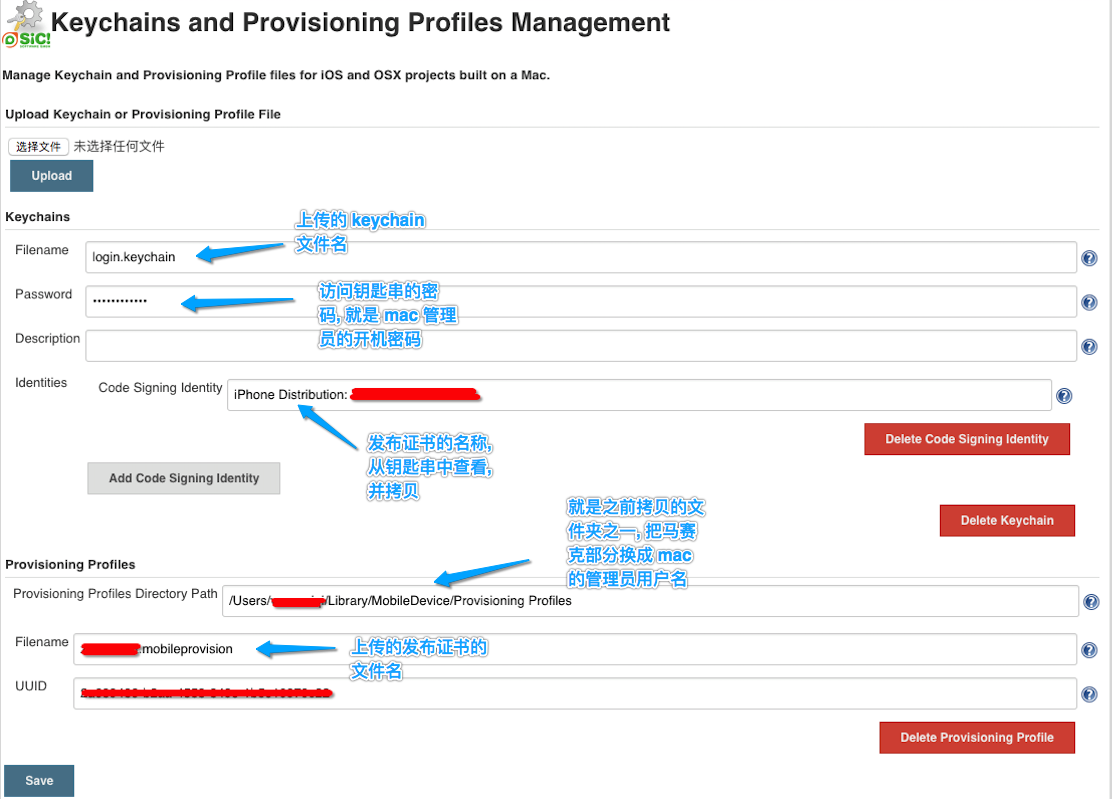 Keychains and Provisioning Profiles Management
SiC!
Manage Keychain and Provisioning Profile files for iOS and OSX projects built on a Mac.
Upload Keychain or Provisioning Profile File
选择文件 未选择任何文件
Upload
Keychains
上传的 keychain
文件名
Filename
login.keychain
访问钥匙串的密
码, 就是 mac 管理
员的开机密码
Password
••••••••••••
Description
Identities
Code Signing Identity
iPhone Distribution:
发布证书的名称,
从钥匙串中查看,
并拷贝
Delete Code Signing Identity
Add Code Signing Identity
就是之前拷贝的文
件夹之一, 把马赛
克部分换成 mac
的管理员用户名
Delete Keychain
Provisioning Profiles
Provisioning Profiles Directory Path
/Users/ /Library/MobileDevice/Provisioning Profiles
Filename
.mobileprovision
上传的发布证书的
文件名
UUID
Delete Provisioning Profile
Save